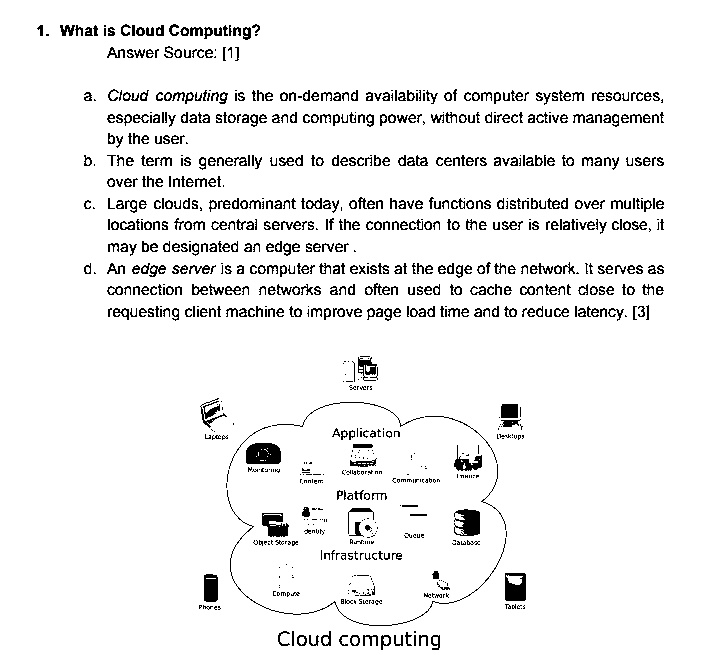 1. What is Cloud Computing?
Answer Source: [1]
a. Cloud computing is the on-demand availability of computer system resources,
especially data storage and computing power, without direct active management
by the user.
b. The term is generally used to describe data centers available to many users
over the Internet.
c. Large clouds, predominant today, often have functions distributed over multiple
locations from central servers. If the connection to the user is relatively close, it
may be designated an edge server .
d. An edge server is a computer that exists at the edge of the network. It serves as
connection between networks and often used to cache content close to the
requesting client machine to improve page load time and to reduce latency. [3]
Servers
Laptops
Desktops
Application
Monitoring
Content
Collaboration
Communication
Finance
Platform
Object Storage
Identity
Runtime
Queue
Database
Infrastructure
Compute
Block Storage
Network
Phones
Tablets
Cloud computing